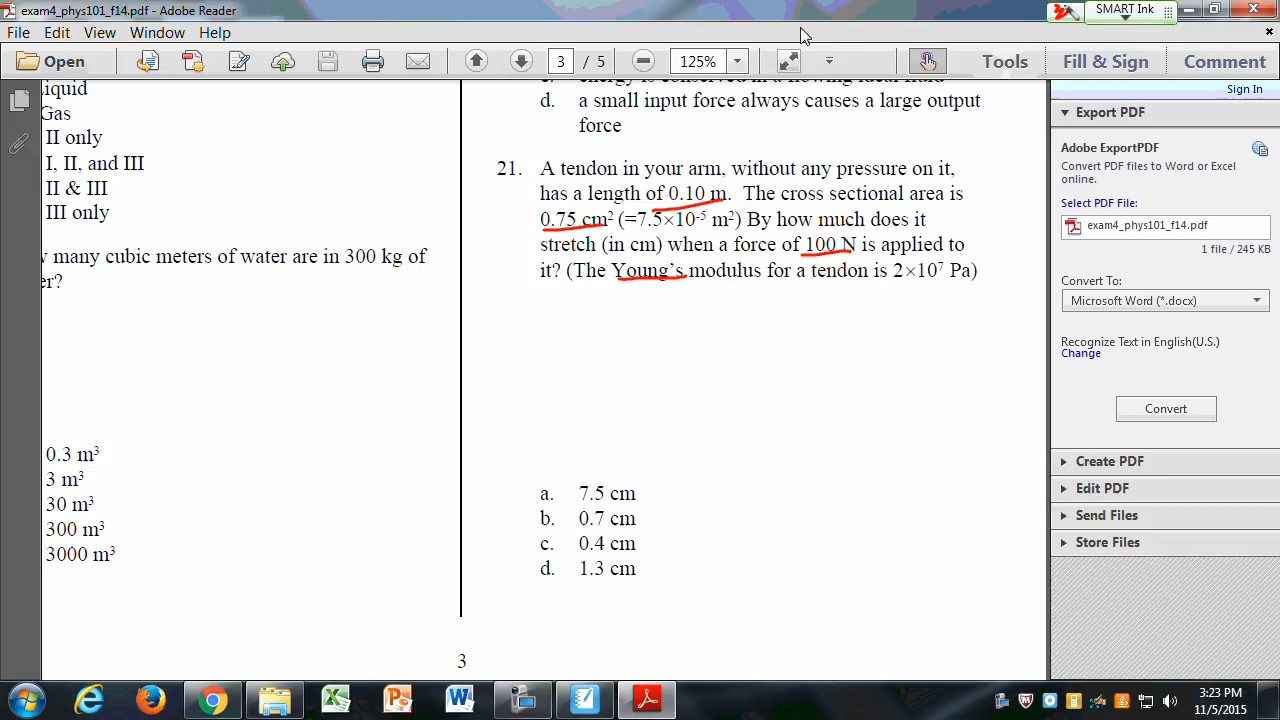 exam4_phys101_f14.pdf - Adobe Reader
SMART Ink
File Edit View Window Help
Open
3 / 5
125%
Tools
Fill & Sign
Comment
Sign In
Liquid
Gas
II only
I, II, and III
II & III
III only
many cubic meters of water are in 300 kg of
er?
0.3 m³
3 m³
30 m³
300 m³
3000 m³
d. a small input force always causes a large output
force
21. A tendon in your arm, without any pressure on it,
has a length of 0.10 m. The cross sectional area is
0.75 cm² (=7.5×10⁻⁵ m²) By how much does it
stretch (in cm) when a force of 100 N is applied to
it? (The Young's modulus for a tendon is 2×10⁷ Pa)
a. 7.5 cm
b. 0.7 cm
c. 0.4 cm
d. 1.3 cm
3
Export PDF
Adobe ExportPDF
Convert PDF files to Word or Excel
online.
Select PDF File:
exam4_phys101_f14.pdf
1 file / 245 KB
Convert To:
Microsoft Word (*.docx)
Recognize Text in English(U.S.)
Change
Convert
Create PDF
Edit PDF
Send Files
Store Files
3:23 PM
11/5/2015